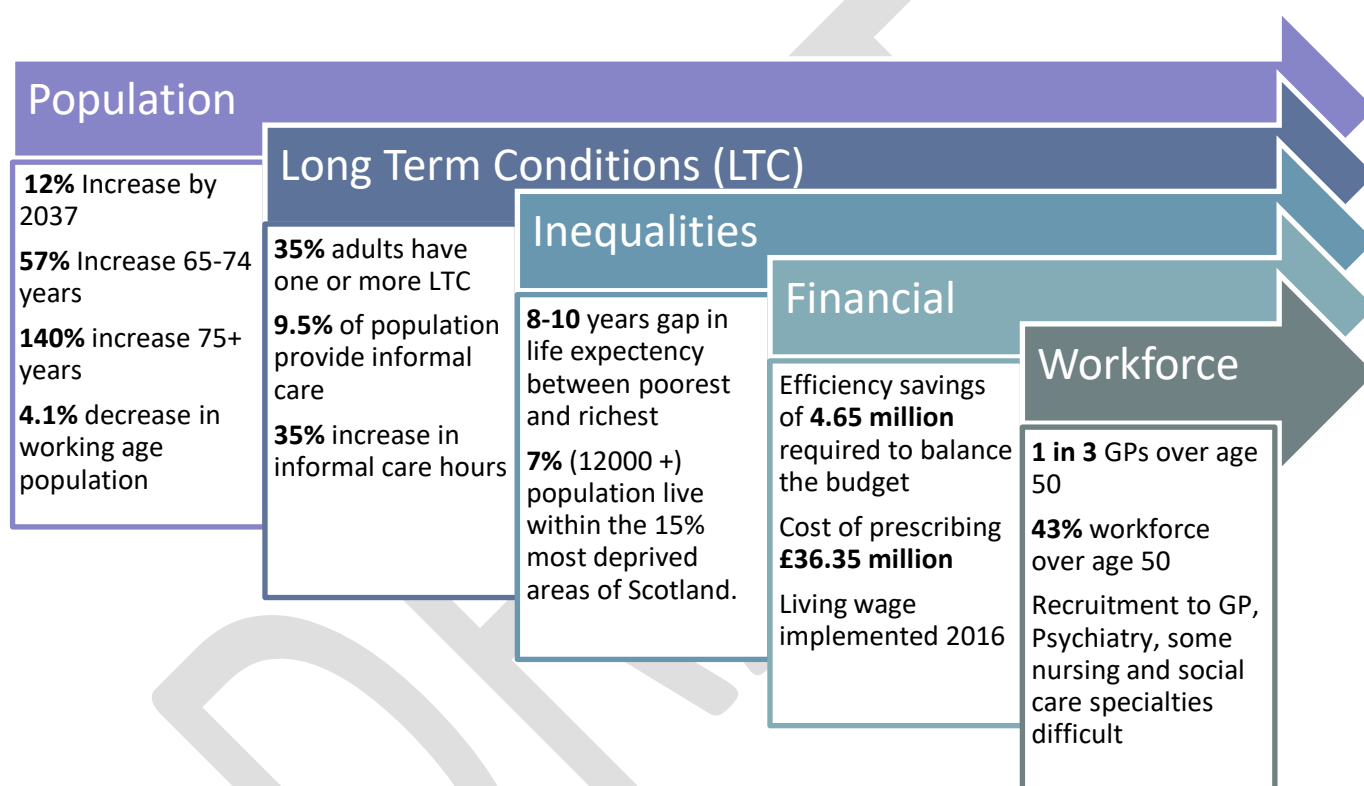 Population
12% Increase by
2037
57% Increase 65-74
years
140% increase 75+
years
4.1% decrease in
working age
population
Long Term Conditions (LTC)
35% adults have
one or more LTC
9.5% of population
provide informal
care
35% increase in
informal care hours
Inequalities
8-10 years gap in
life expectency
between poorest
and richest
7% (12000 +)
population live
within the 15%
most deprived
areas of Scotland.
Financial
Efficiency savings
of 4.65 million
required to balance
the budget
Cost of prescribing
£36.35 million
Living wage
implemented 2016
Workforce
1 in 3 GPs over age
50
43% workforce
over age 50
Recruitment to GP,
Psychiatry, some
nursing and social
care specialties
difficult